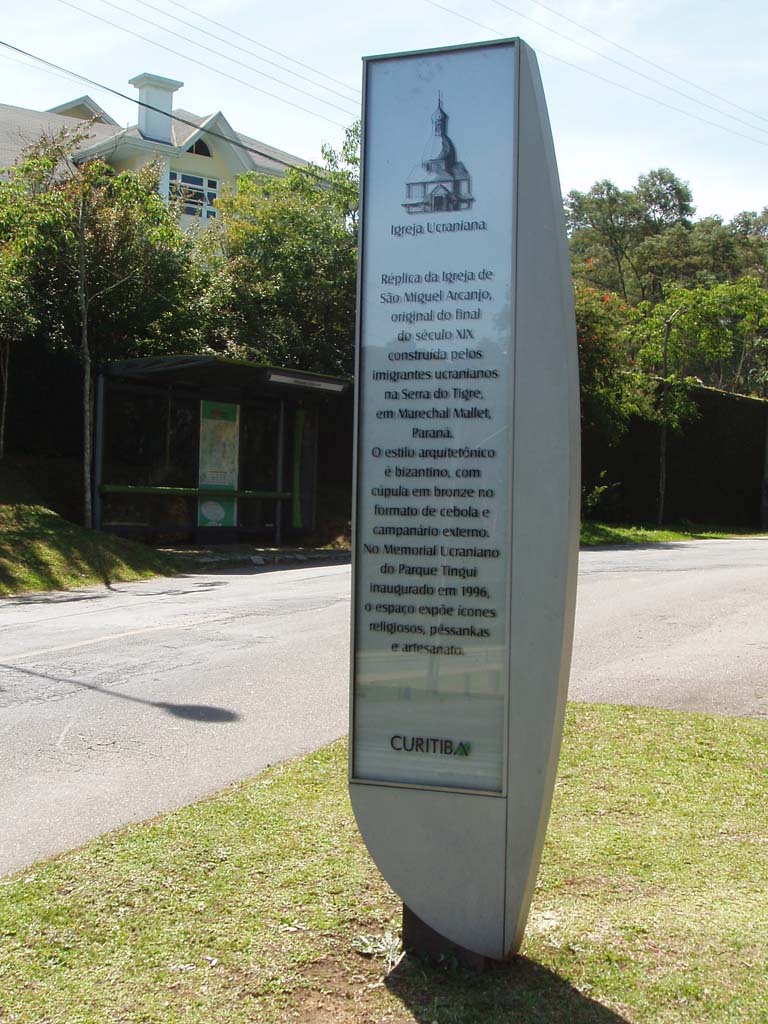 Igreja Ucraniana
Réplica da Igreja de
São Miguel Arcanjo,
original do final
do século XIX
construída pelos
imigrantes ucranianos
na Serra do Tigre,
em Marechal Mallet,
Paraná.
O estilo arquitetônico
é bizantino, com
cúpula em bronze no
formato de cebola e
campanário externo.
No Memorial Ucraniano
do Parque Tingui
inaugurado em 1996,
o espaço expõe ícones
religiosos, pêssankas
e artesanato.
CURITIBA